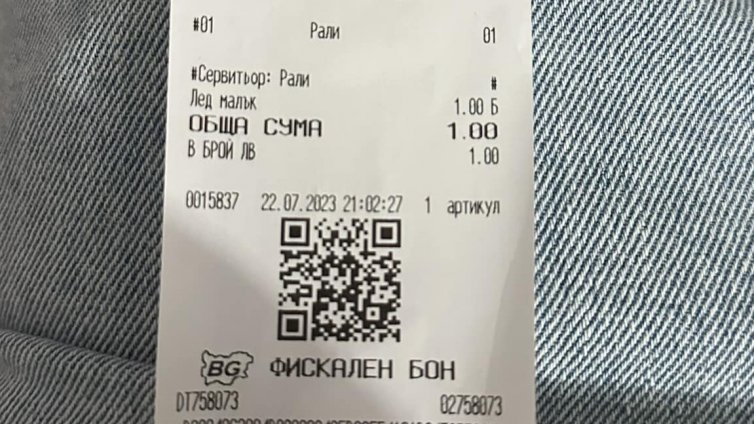 #01 Рали 01
#Сервитьор: Рали #
Лед малък 1.00 Б
ОБЩА СУМА 1.00
В БРОЙ ЛВ 1.00
0015837 22.07.2023 21:02:27 1 артикул
BG ФИСКАЛЕН БОН
DT758073 02758073